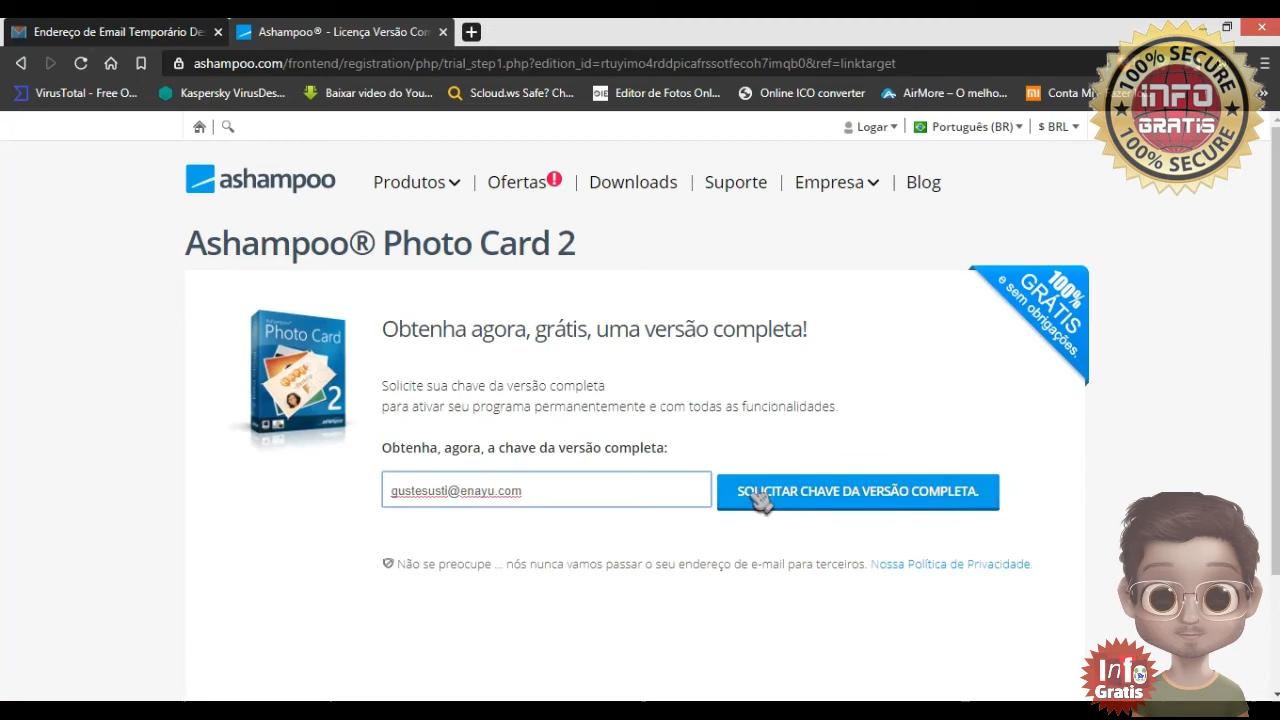 Endereço de Email Temporário De
Ashampoo® - Licença Versão Con
ashampoo.com/frontend/registration/php/trial_step1.php?edition_id=rtuyimo4rddpicafrssotfecoh7imqb0&ref=linktarget
VirusTotal - Free O...
Kaspersky VirusDes...
Baixar video do You...
Scloud.ws Safe? Ch...
Editor de Fotos Onl...
Online ICO converter
AirMore – O melho...
Conta Mi - Fazer lo
100% SECURE
INFO
GRATIS
100% SECURE
Logar
Português (BR)
$ BRL
ashampoo
Produtos
Ofertas
Downloads
Suporte
Empresa
Blog
Ashampoo® Photo Card 2
100%
GRÁTIS
e sem obrigações.
Photo Card
2
Obtenha agora, grátis, uma versão completa!
Solicite sua chave da versão completa
para ativar seu programa permanentemente e com todas as funcionalidades.
Obtenha, agora, a chave da versão completa:
gustesusti@enayu.com
SOLICITAR CHAVE DA VERSÃO COMPLETA.
Não se preocupe ... nós nunca vamos passar o seu endereço de e-mail para terceiros. Nossa Política de Privacidade.
Info
Gratis